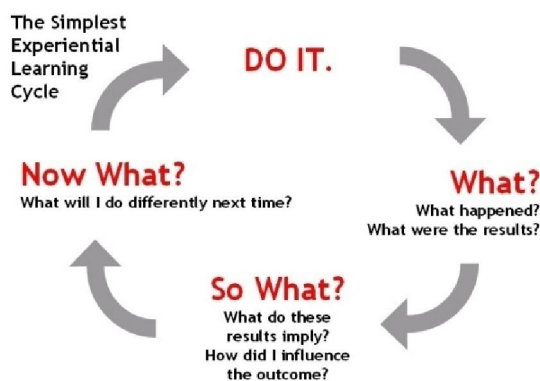 The Simplest
Experiential
Learning
Cycle
DO IT.
What?
What happened?
What were the results?
So What?
What do these
results imply?
How did I influence
the outcome?
Now What?
What will I do differently next time?